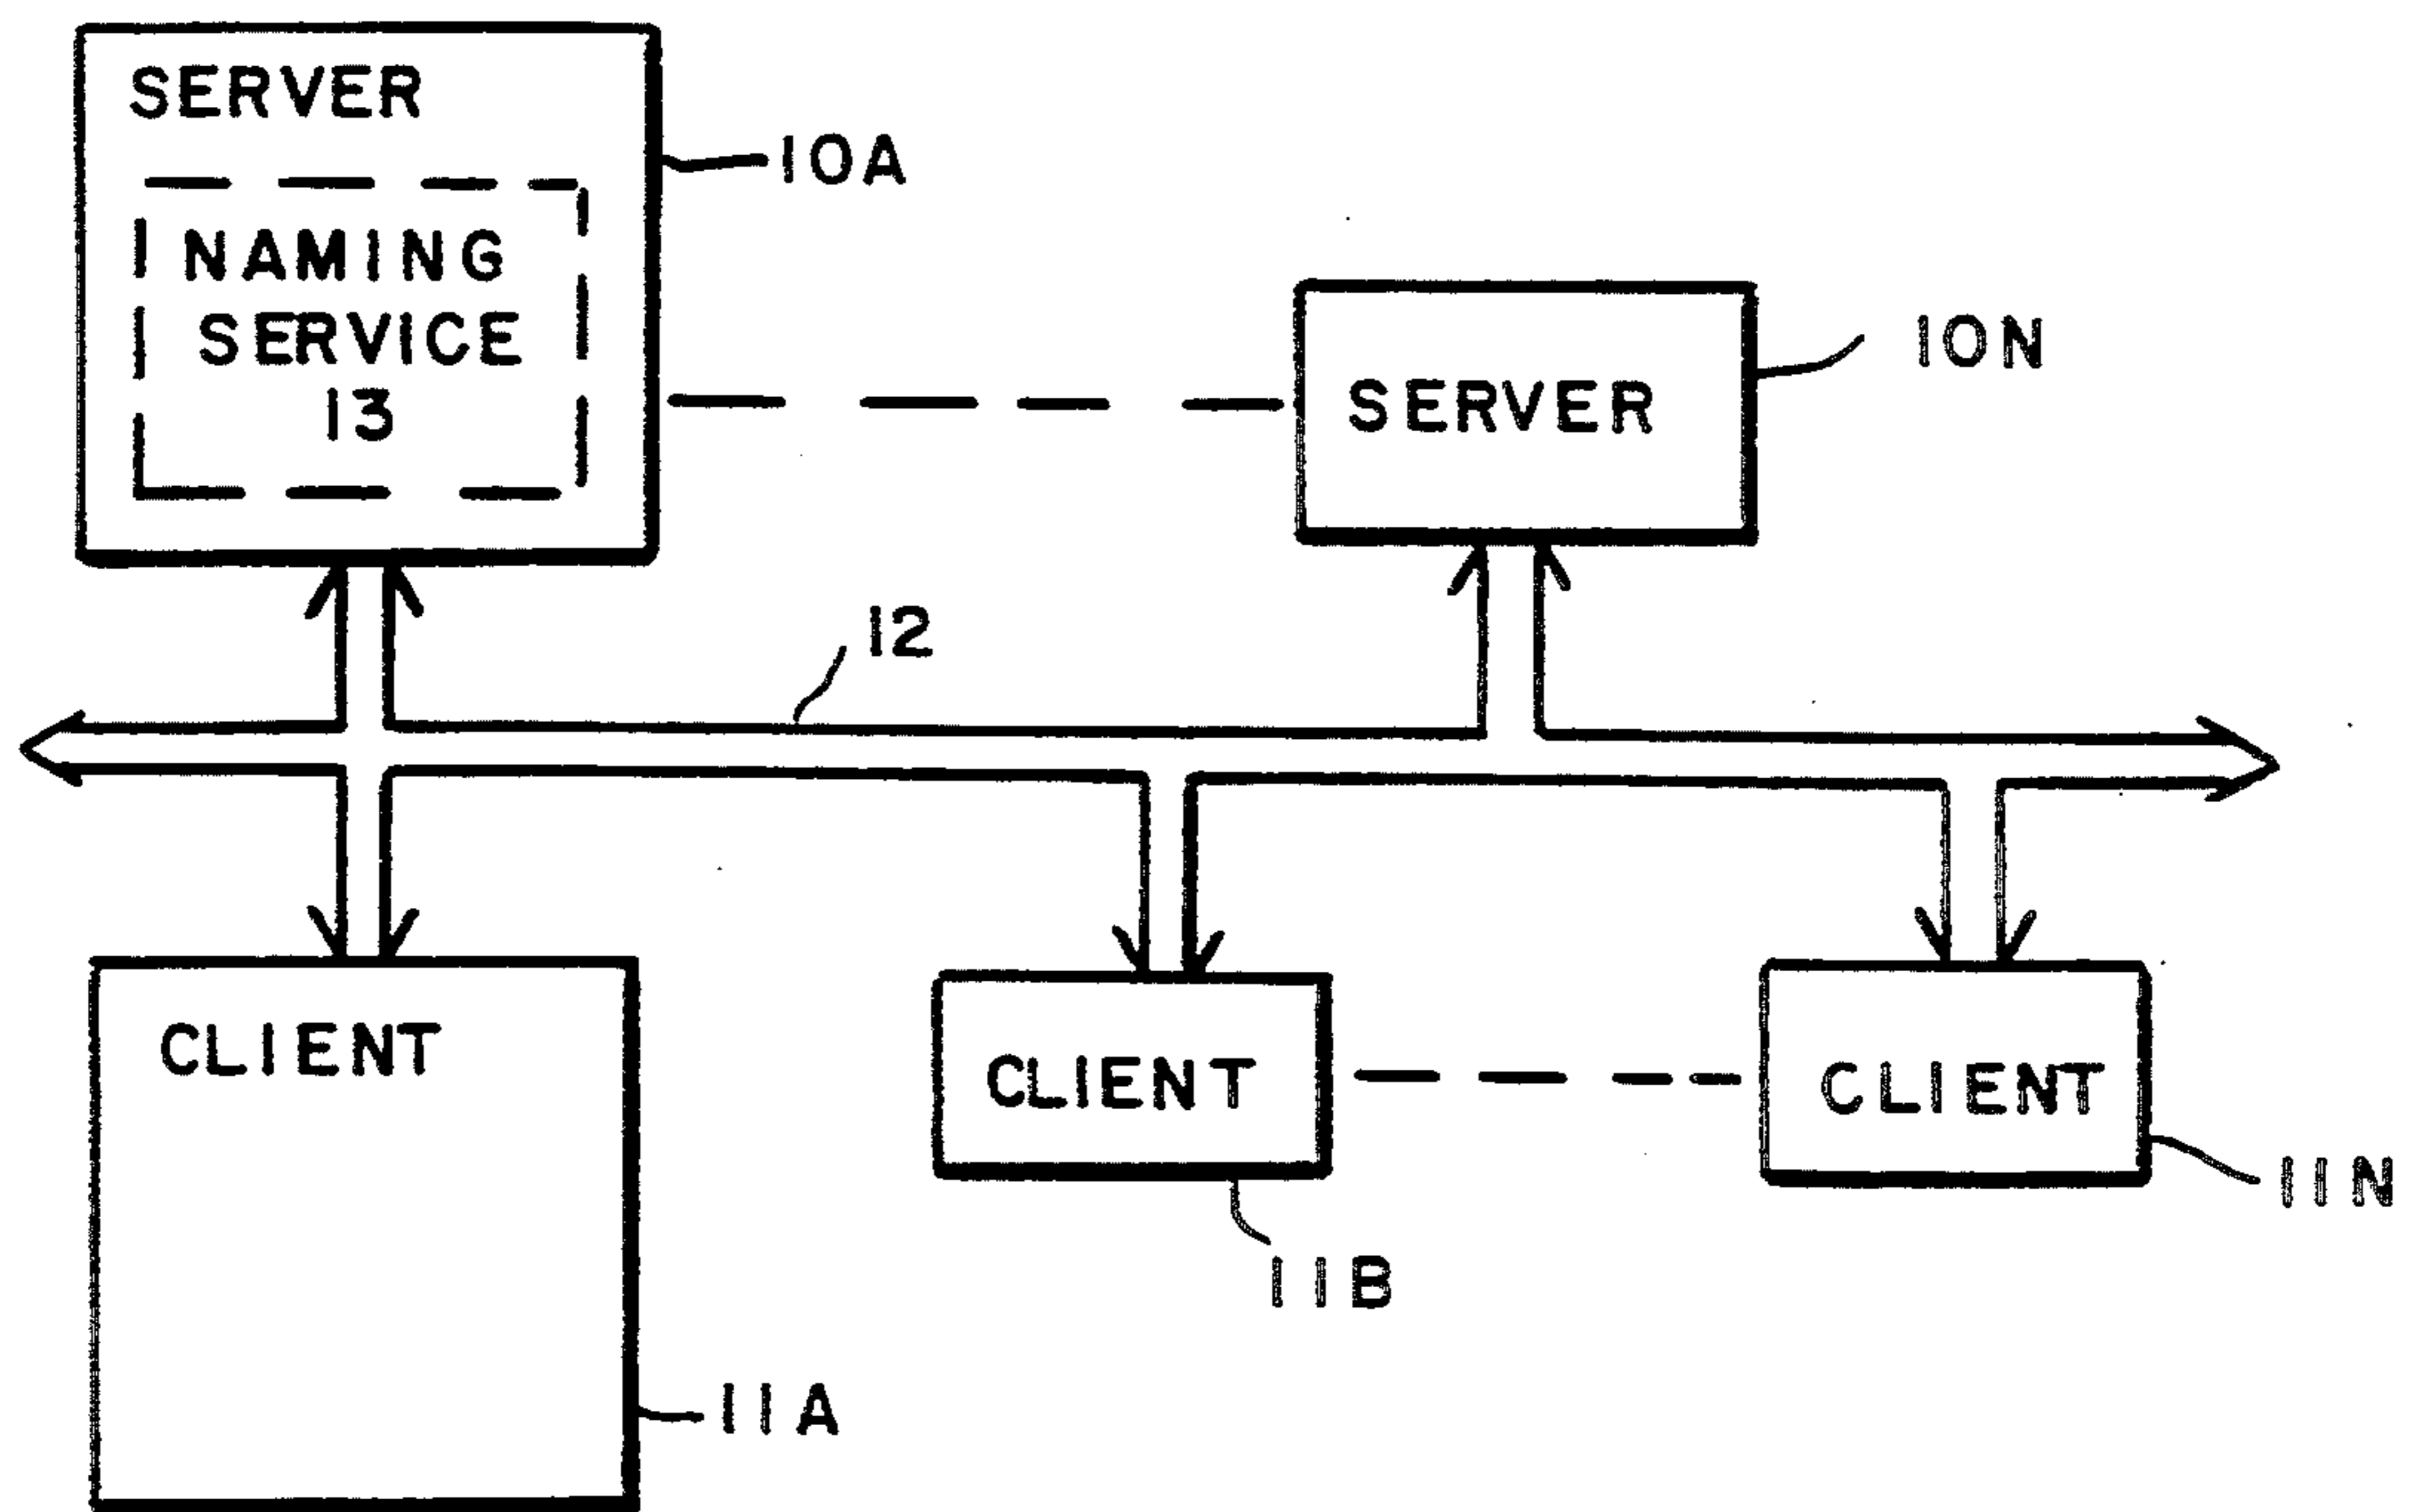 SERVER
10A
NAMING
SERVICE
13
SERVER
10N
12
CLIENT
CLIENT
CLIENT
11N
11B
11A